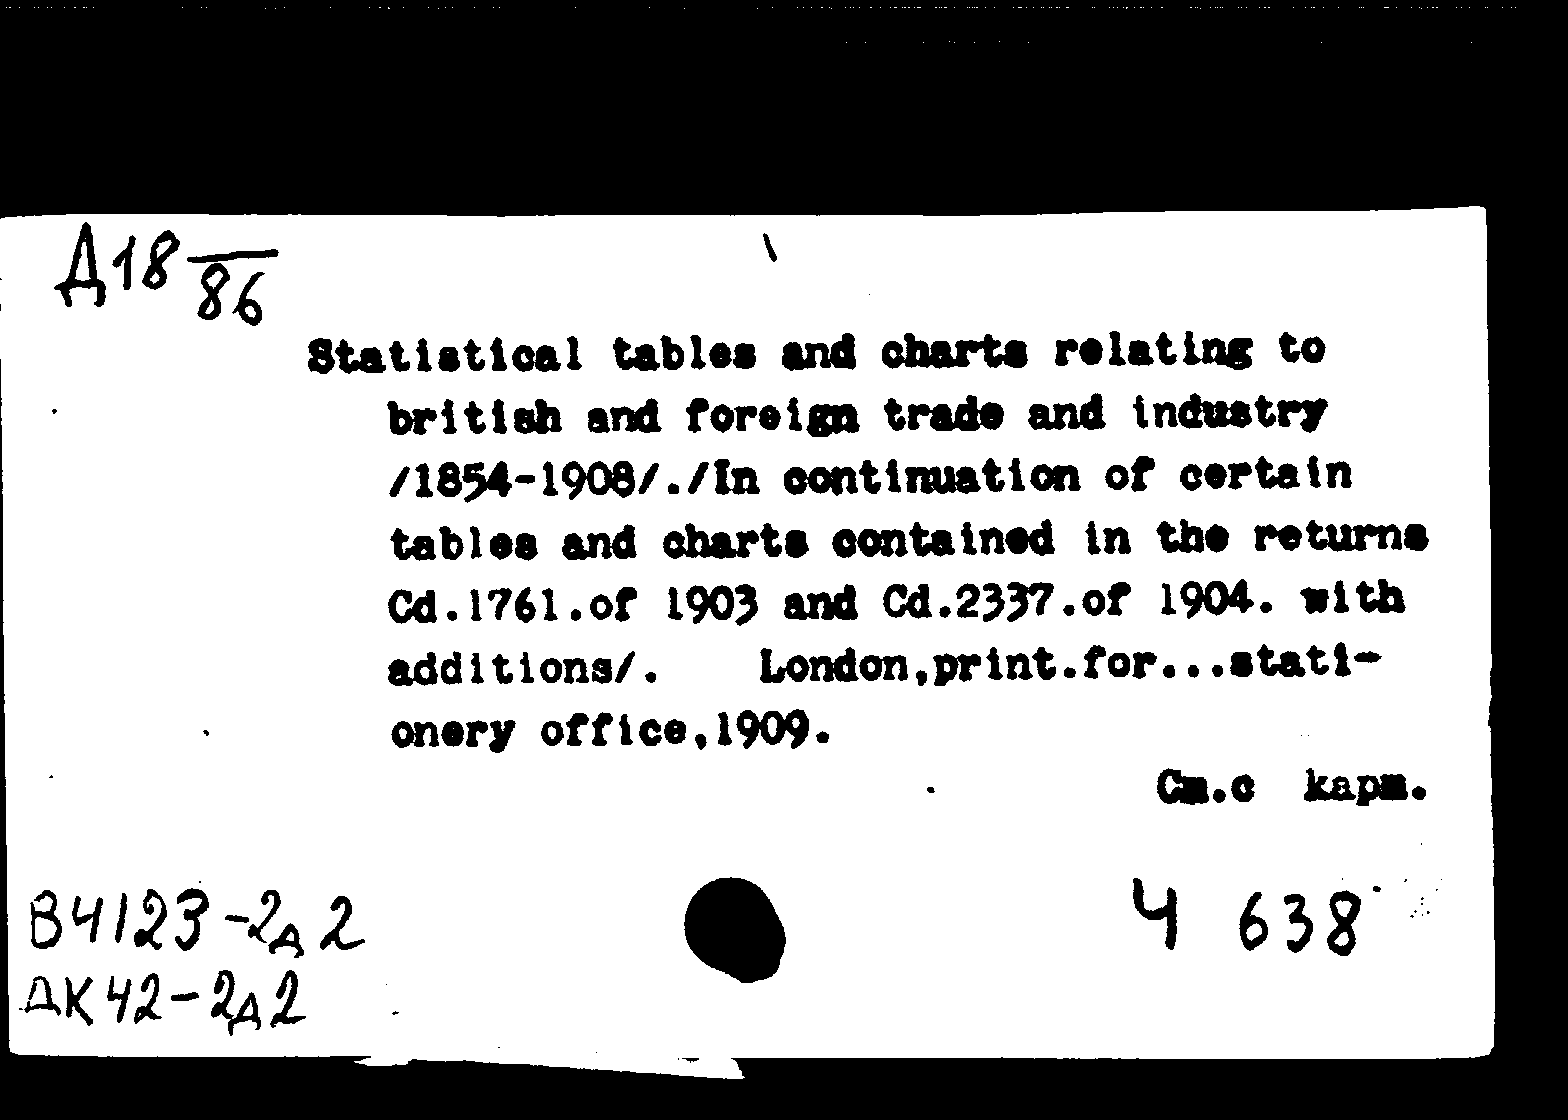 Д18 /86
Statistical tables and charts relating to
british and foreign trade and industry
/1854-1908/./In continuation of certain
tables and charts contained in the returns
Cd.1761.of 1903 and Cd.2337.of 1904. with
additions/. London,print.for...stati-
onery office,1909.
См.с карт.
В4123-2д2
ДК42-2д2
Ч 638